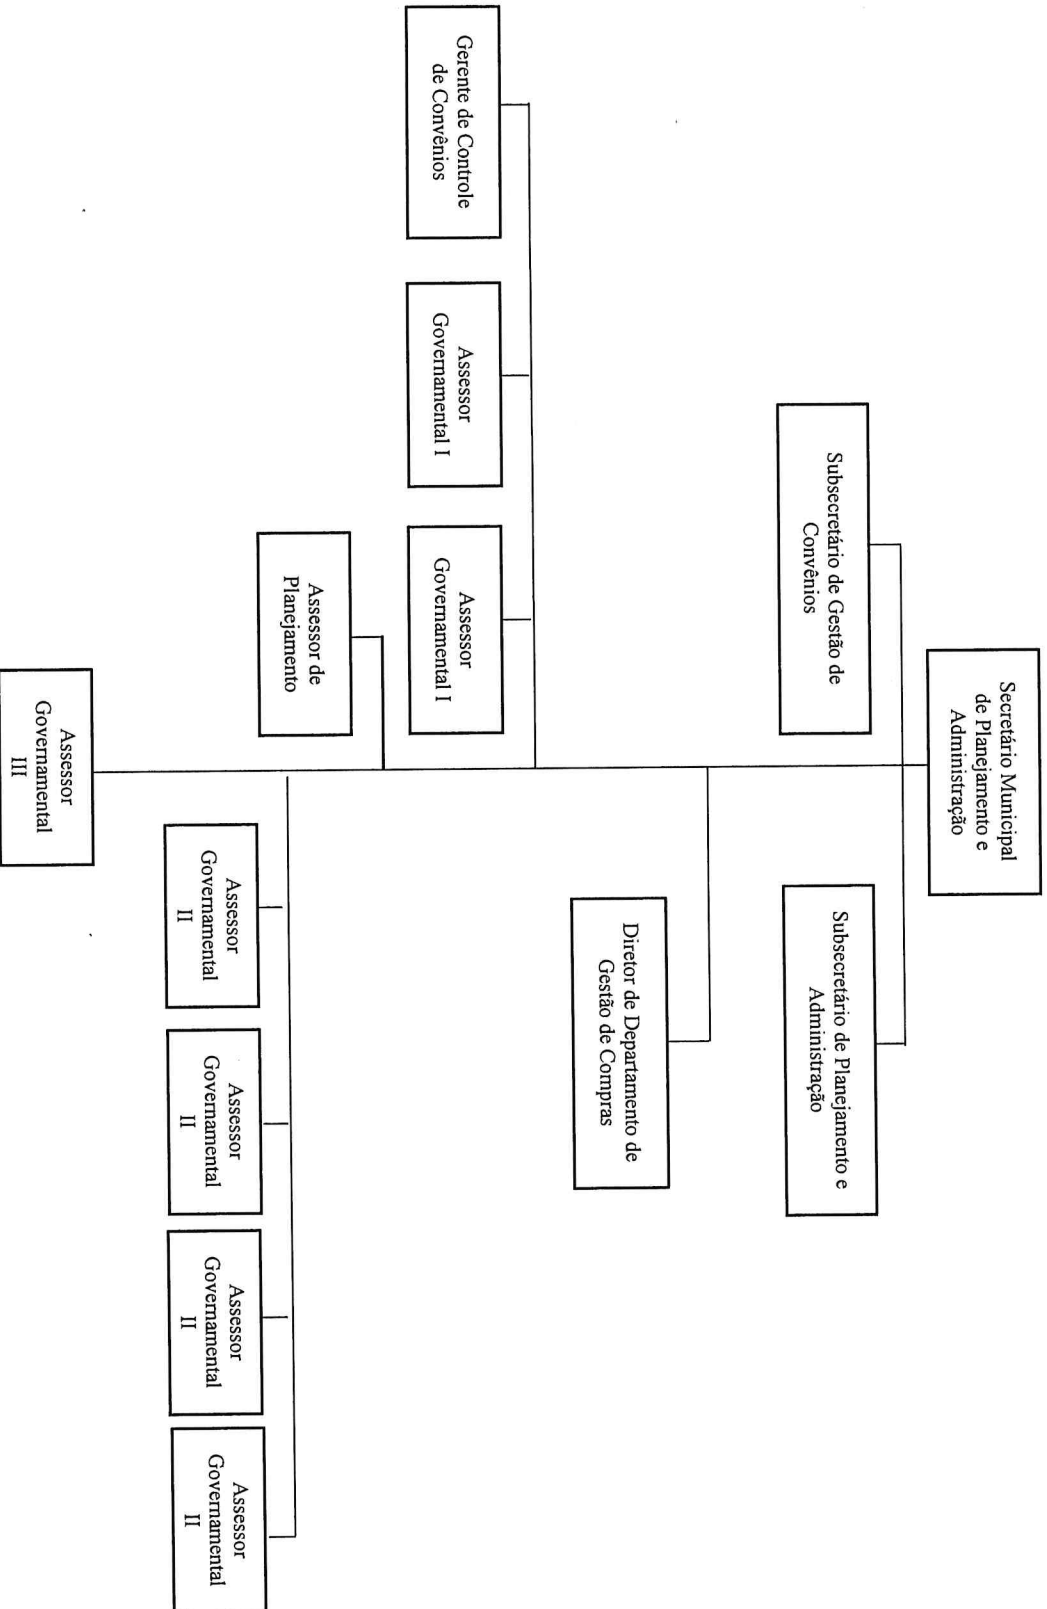 Secretário Municipal
de Planejamento e
Administração
Subsecretário de Gestão de
Convênios
Subsecretário de Planejamento e
Administração
Diretor de Departamento de
Gestão de Compras
Gerente de Controle
de Convênios
Assessor
Governamental I
Assessor
Governamental I
Assessor de
Planejamento
Assessor
Governamental
II
Assessor
Governamental
II
Assessor
Governamental
II
Assessor
Governamental
II
Assessor
Governamental
III